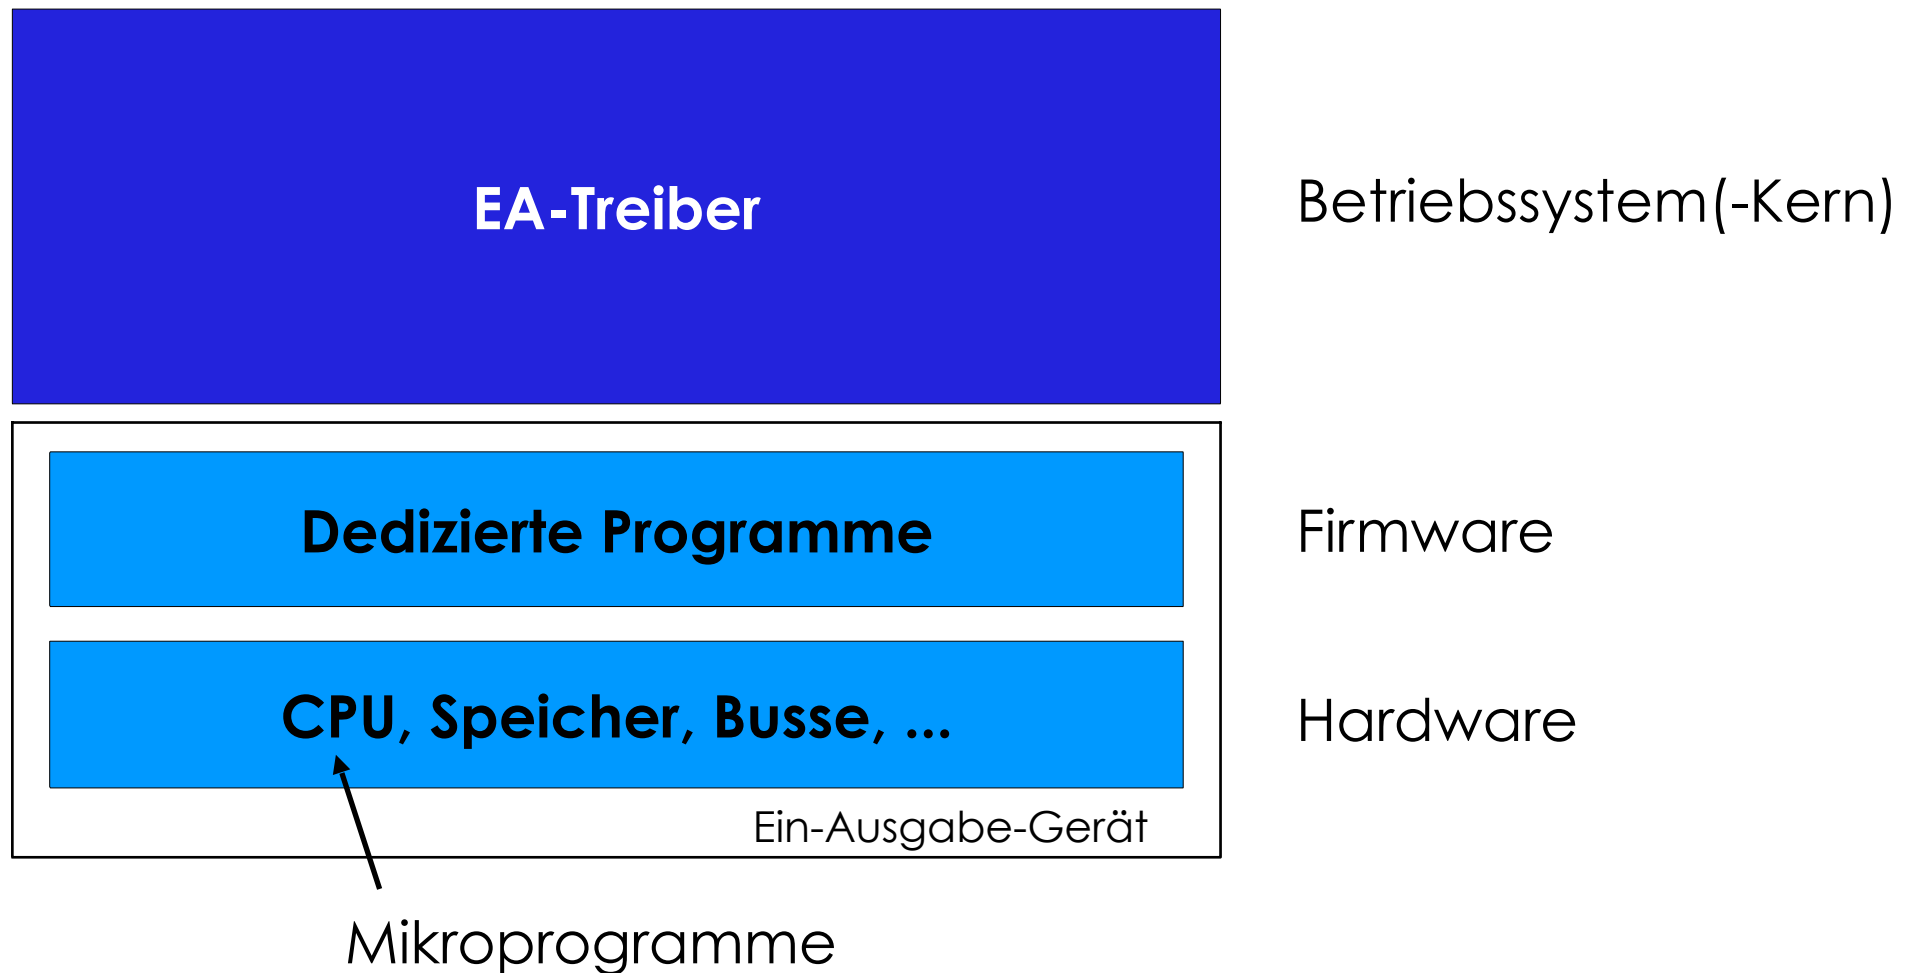 EA-Treiber
Betriebssystem(-Kern)
Dedizierte Programme
Firmware
CPU, Speicher, Busse, ...
Hardware
Ein-Ausgabe-Gerät
Mikroprogramme